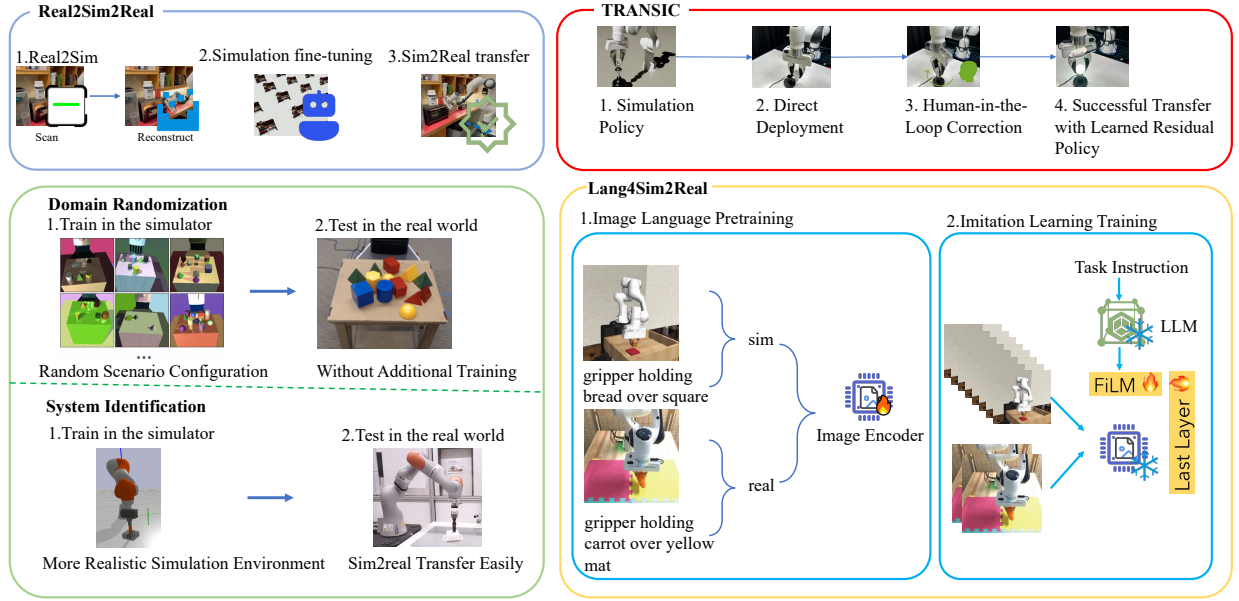 Real2Sim2Real
1.Real2Sim
2.Simulation fine-tuning
3.Sim2Real transfer
Scan
Reconstruct
TRANSIC
1. Simulation
Policy
2. Direct
Deployment
3. Human-in-the-
Loop Correction
4. Successful Transfer
with Learned Residual
Policy
Domain Randomization
1.Train in the simulator
2.Test in the real world
...
Random Scenario Configuration
Without Additional Training
System Identification
1.Train in the simulator
2.Test in the real world
More Realistic Simulation Environment
Sim2real Transfer Easily
Lang4Sim2Real
1.Image Language Pretraining
gripper holding
bread over square
sim
gripper holding
carrot over yellow
mat
real
Image Encoder
2.Imitation Learning Training
Task Instruction
LLM
FiLM
Last Layer